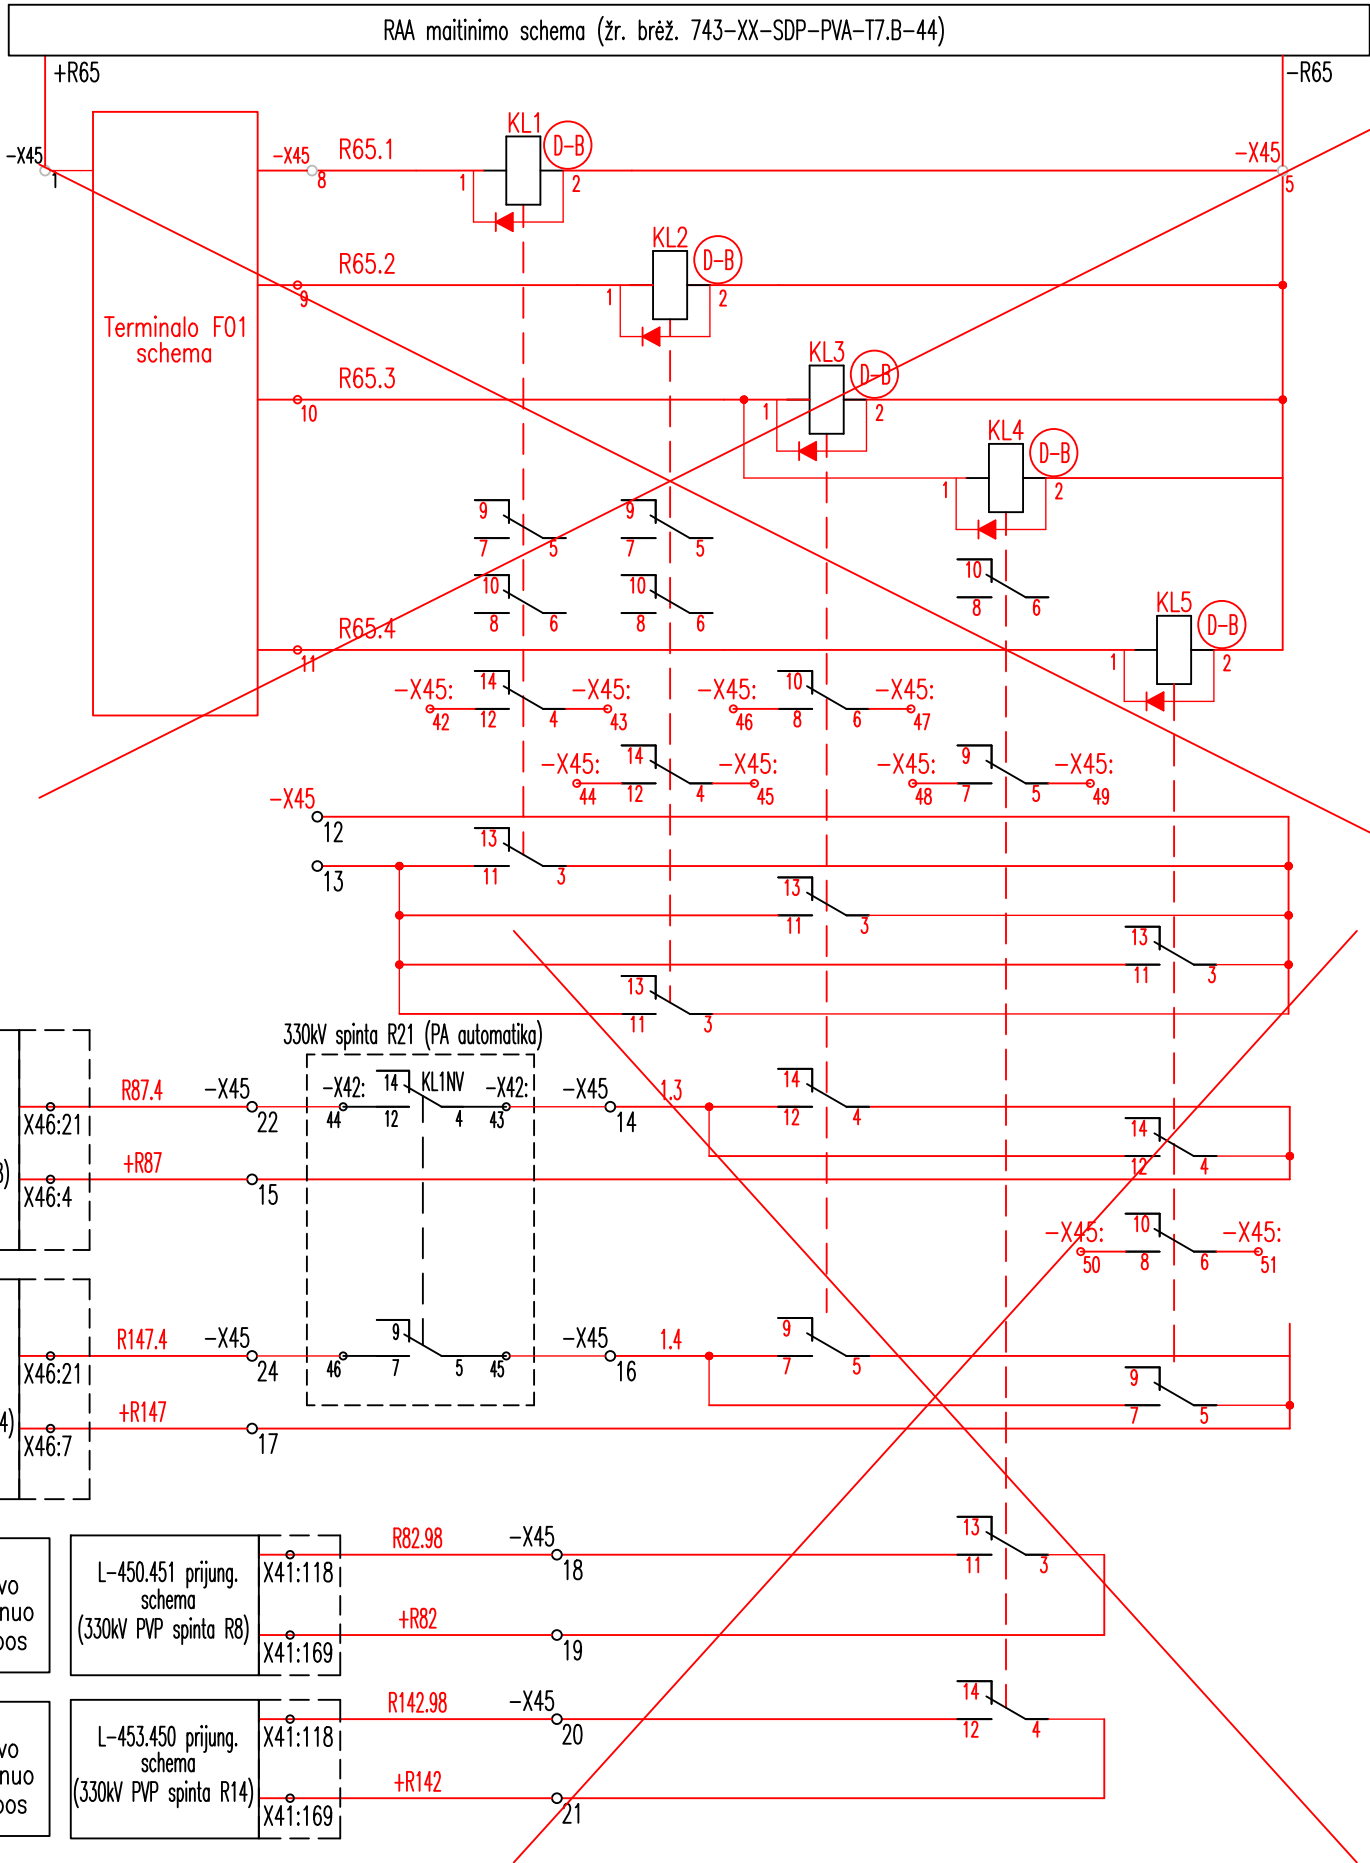 RAA maitinimo schema (žr. brėž. 743-XX-SDP-PVA-T7.B-44)
+R65
-R65
-X45
1
-X45
8
R65.1
KL1
D-B
1
2
-X45
5
R65.2
9
KL2
D-B
1
2
Terminalo F01
schema
R65.3
10
KL3
D-B
1
2
KL4
D-B
1
2
9
7
5
9
7
5
10
8
6
10
8
6
10
8
6
R65.4
11
KL5
D-B
1
2
-X45:
42
14
12
4
-X45:
43
-X45:
46
10
8
6
-X45:
47
-X45:
44
14
12
4
-X45:
45
-X45:
48
9
7
5
-X45:
49
-X45
12
13
13
11
3
13
11
3
13
11
3
13
11
3
330kV spinta R21 (PA automatika)
X46:21
R87.4
-X45
22
-X42:
44
14
12
KL1NV
4
-X42:
43
-X45
14
1.3
14
12
4
14
12
4
3)
X46:4
+R87
15
-X45:
50
10
8
6
-X45:
51
X46:21
R147.4
-X45
24
46
9
7
5
45
-X45
16
1.4
9
7
5
9
7
5
4)
X46:7
+R147
17
vo
nuo
pos
L-450.451 prijung.
schema
(330kV PVP spinta R8)
X41:118
R82.98
-X45
18
13
11
3
X41:169
+R82
19
vo
nuo
pos
L-453.450 prijung.
schema
(330kV PVP spinta R14)
X41:118
R142.98
-X45
20
14
12
4
X41:169
+R142
21